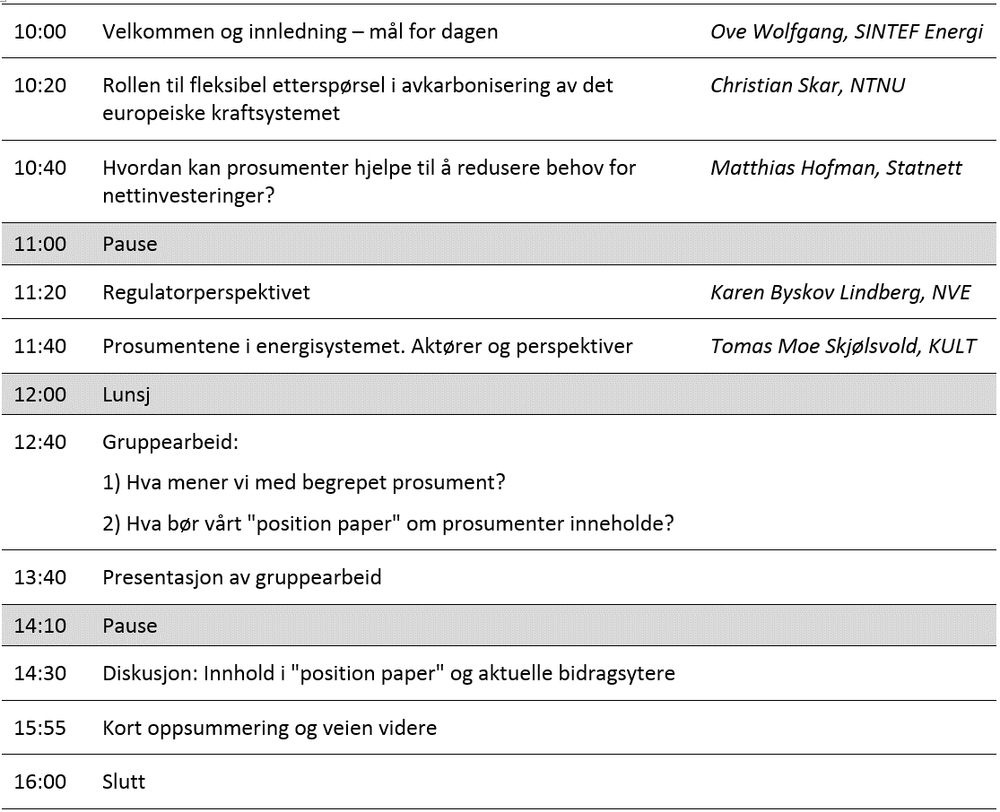 10:00 Velkommen og innledning – mål for dagen Ove Wolfgang, SINTEF Energi
10:20 Rollen til fleksibel etterspørsel i avkarbonisering av det Christian Skar, NTNU
europeiske kraftsystemet
10:40 Hvordan kan prosumenter hjelpe til å redusere behov for Matthias Hofman, Statnett
nettinvesteringer?
11:00 Pause
11:20 Regulatorperspektivet Karen Byskov Lindberg, NVE
11:40 Prosumentene i energisystemet. Aktører og perspektiver Tomas Moe Skjølsvold, KULT
12:00 Lunsj
12:40 Gruppearbeid:
1) Hva mener vi med begrepet prosument?
2) Hva bør vårt "position paper" om prosumenter inneholde?
13:40 Presentasjon av gruppearbeid
14:10 Pause
14:30 Diskusjon: Innhold i "position paper" og aktuelle bidragsytere
15:55 Kort oppsummering og veien videre
16:00 Slutt